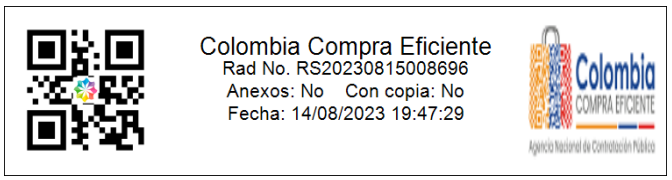 Colombia Compra Eficiente
Rad No. RS20230815008696
Anexos: No Con copia: No
Fecha: 14/08/2023 19:47:29
Colombia
COMPRA EFICIENTE
Agencia Nacional de Contratación Pública